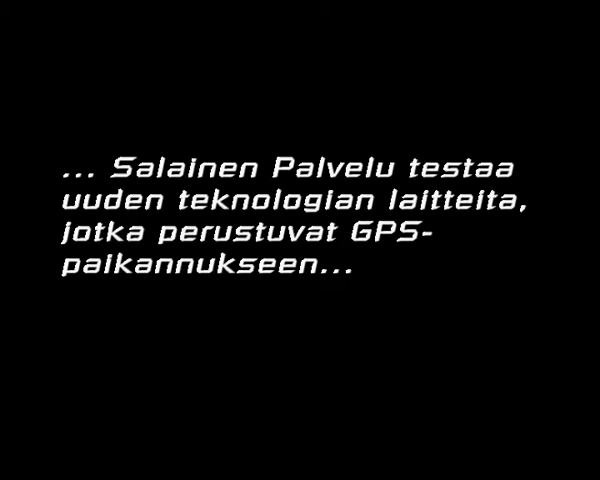 ... Salainen Palvelu testaa
uuden teknologian laitteita,
jotka perustuvat GPS-
paikannukseen...